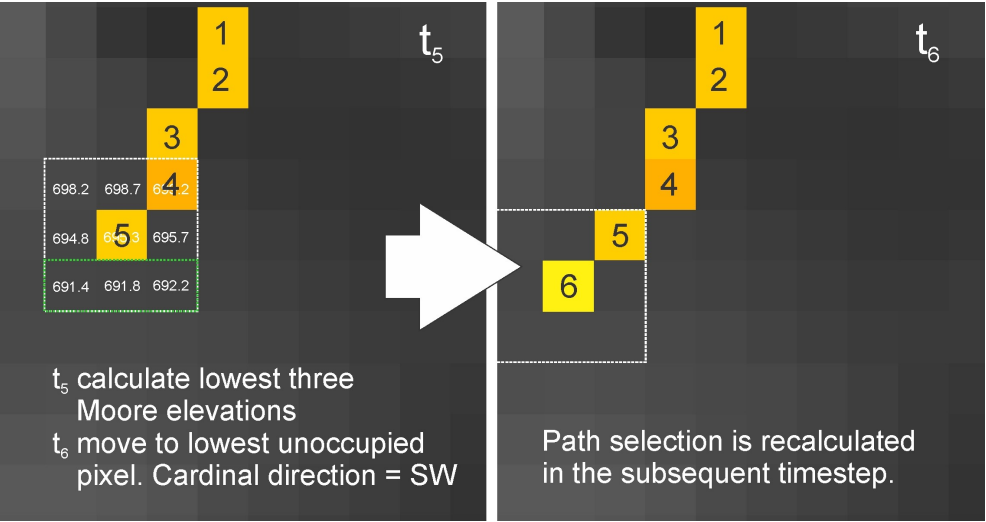 t5
1
2
3
4
698.2 698.7
5
694.8 695.7
691.4 691.8 692.2
t5 calculate lowest three
Moore elevations
t6 move to lowest unoccupied
pixel. Cardinal direction = SW
t6
1
2
3
4
5
6
Path selection is recalculated
in the subsequent timestep.